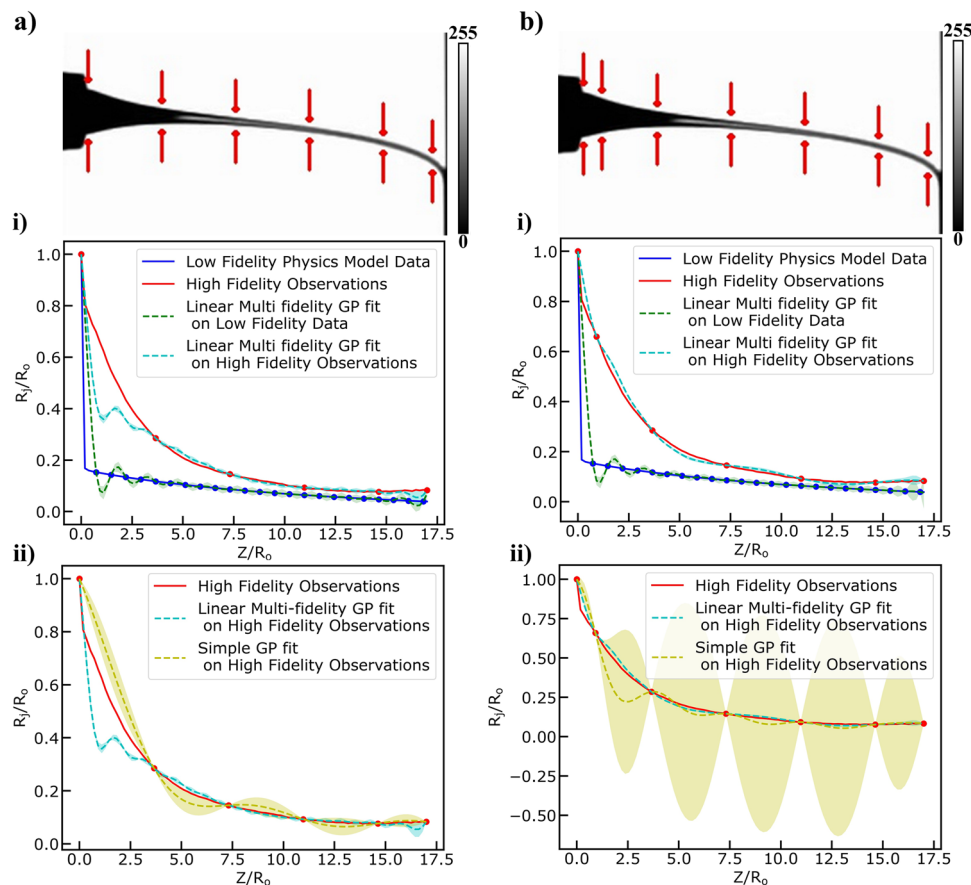 a)
255
0
b)
255
0
i)
1.0
0.8
0.6
0.4
0.2
0.0
Rj/Ro
Low Fidelity Physics Model Data
High Fidelity Observations
Linear Multi fidelity GP fit
on Low Fidelity Data
Linear Multi fidelity GP fit
on High Fidelity Observations
0.0 2.5 5.0 7.5 10.0 12.5 15.0 17.5
Z/Ro
i)
1.0
0.8
0.6
0.4
0.2
0.0
Rj/Ro
Low Fidelity Physics Model Data
High Fidelity Observations
Linear Multi fidelity GP fit
on Low Fidelity Data
Linear Multi fidelity GP fit
on High Fidelity Observations
0.0 2.5 5.0 7.5 10.0 12.5 15.0 17.5
Z/Ro
ii)
1.0
0.8
0.6
0.4
0.2
0.0
Rj/Ro
High Fidelity Observations
Linear Multi-fidelity GP fit
on High Fidelity Observations
Simple GP fit
on High Fidelity Observations
0.0 2.5 5.0 7.5 10.0 12.5 15.0 17.5
Z/Ro
ii)
1.00
0.75
0.50
0.25
0.00
−0.25
−0.50
Rj/Ro
High Fidelity Observations
Linear Multi-fidelity GP fit
on High Fidelity Observations
Simple GP fit
on High Fidelity Observations
0.0 2.5 5.0 7.5 10.0 12.5 15.0 17.5
Z/Ro